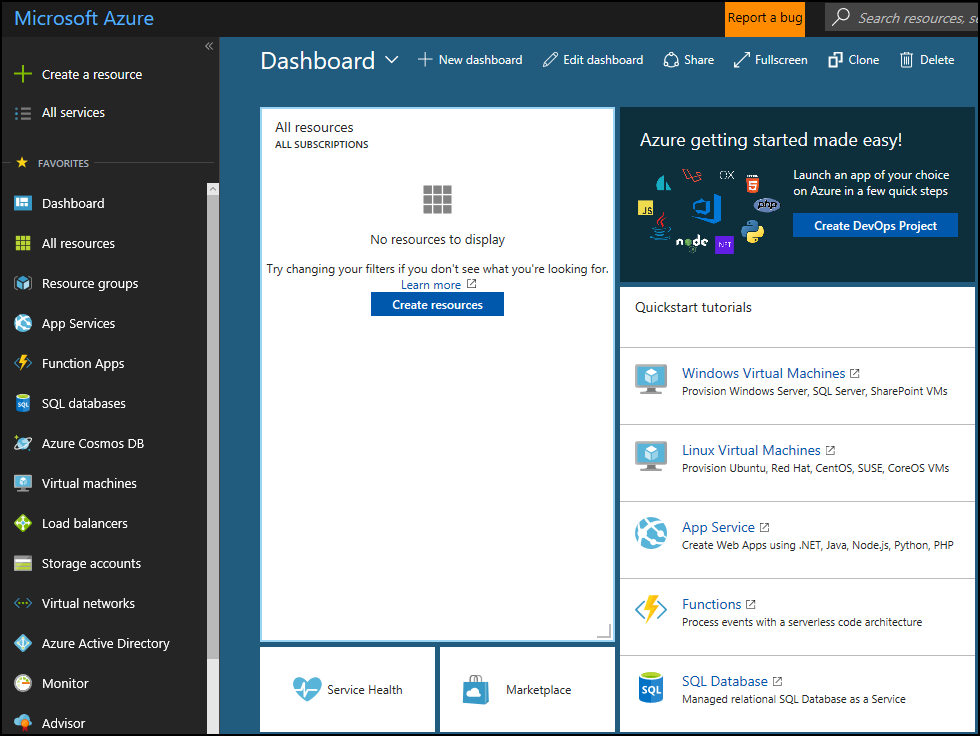 Microsoft Azure
Report a bug
Search resources, se
«
Create a resource
All services
FAVORITES
Dashboard
All resources
Resource groups
App Services
Function Apps
SQL databases
Azure Cosmos DB
Virtual machines
Load balancers
Storage accounts
Virtual networks
Azure Active Directory
Monitor
Advisor
Dashboard
New dashboard
Edit dashboard
Share
Fullscreen
Clone
Delete
All resources
ALL SUBSCRIPTIONS
No resources to display
Try changing your filters if you don't see what you're looking for.
Learn more
Create resources
Service Health
Marketplace
Azure getting started made easy!
JS
node
php
.NET
5
Launch an app of your choice
on Azure in a few quick steps
Create DevOps Project
Quickstart tutorials
Windows Virtual Machines
Provision Windows Server, SQL Server, SharePoint VMs
Linux Virtual Machines
Provision Ubuntu, Red Hat, CentOS, SUSE, CoreOS VMs
App Service
Create Web Apps using .NET, Java, Node.js, Python, PHP
Functions
Process events with a serverless code architecture
SQL
SQL Database
Managed relational SQL Database as a Service